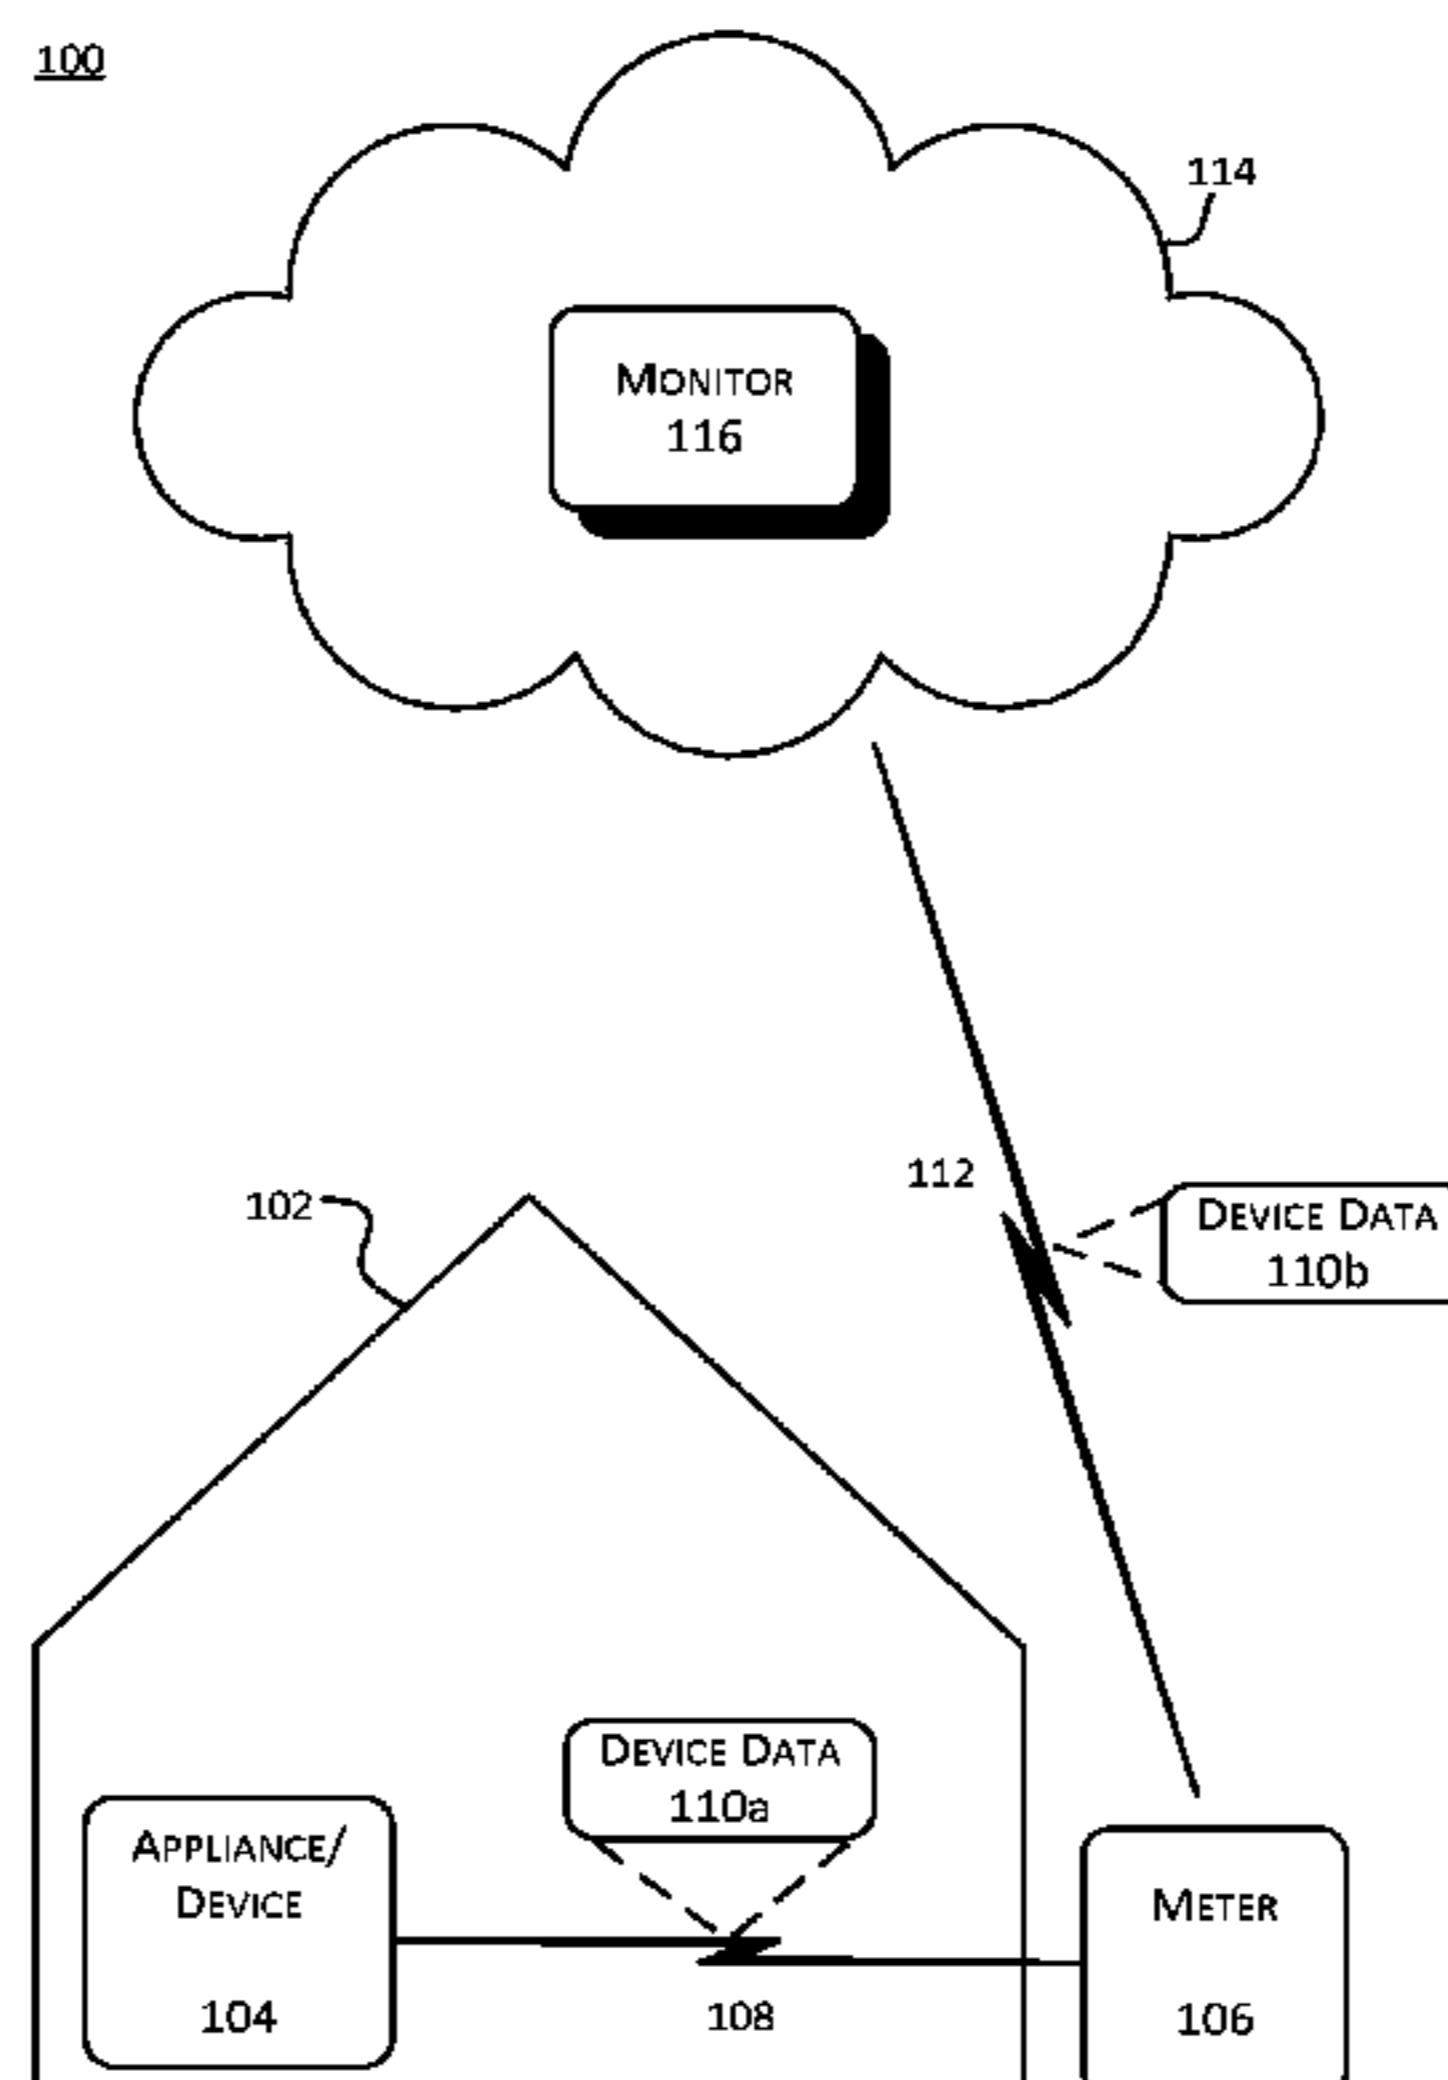 100
114
MONITOR
116
112
102
DEVICE DATA
110b
DEVICE DATA
110a
APPLIANCE/
DEVICE
104
108
METER
106